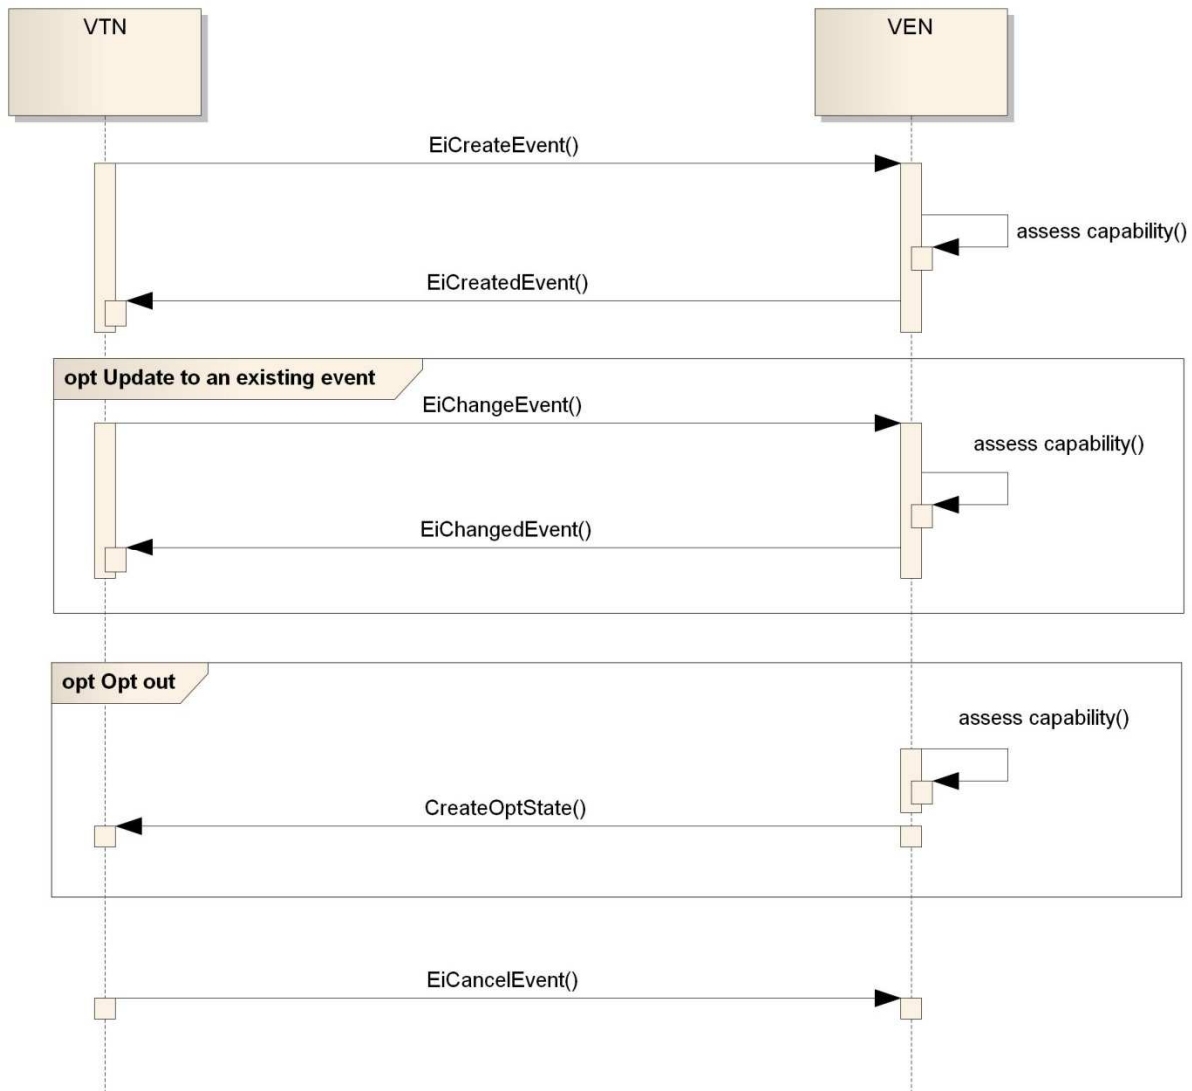 VTN
VEN
EiCreateEvent()
assess capability()
EiCreatedEvent()
opt Update to an existing event
EiChangeEvent()
assess capability()
EiChangedEvent()
opt Opt out
assess capability()
CreateOptState()
EiCancelEvent()